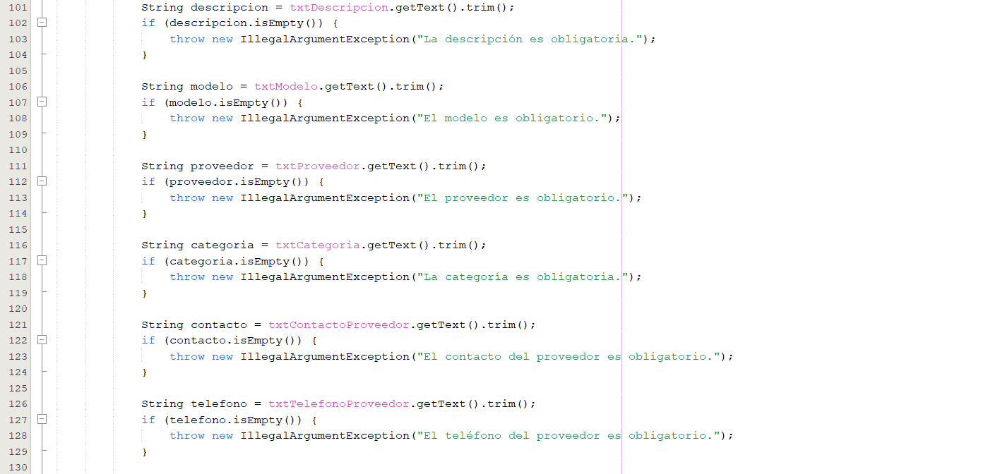 101 String descripcion = txtDescripcion.getText().trim();
102 if (descripcion.isEmpty()) {
103 throw new IllegalArgumentException("La descripción es obligatoria.");
104 }
105
106 String modelo = txtModelo.getText().trim();
107 if (modelo.isEmpty()) {
108 throw new IllegalArgumentException("El modelo es obligatorio.");
109 }
110
111 String proveedor = txtProveedor.getText().trim();
112 if (proveedor.isEmpty()) {
113 throw new IllegalArgumentException("El proveedor es obligatorio.");
114 }
115
116 String categoria = txtCategoria.getText().trim();
117 if (categoria.isEmpty()) {
118 throw new IllegalArgumentException("La categoría es obligatoria.");
119 }
120
121 String contacto = txtContactoProveedor.getText().trim();
122 if (contacto.isEmpty()) {
123 throw new IllegalArgumentException("El contacto del proveedor es obligatorio.");
124 }
125
126 String telefono = txtTelefonoProveedor.getText().trim();
127 if (telefono.isEmpty()) {
128 throw new IllegalArgumentException("El teléfono del proveedor es obligatorio.");
129 }
130